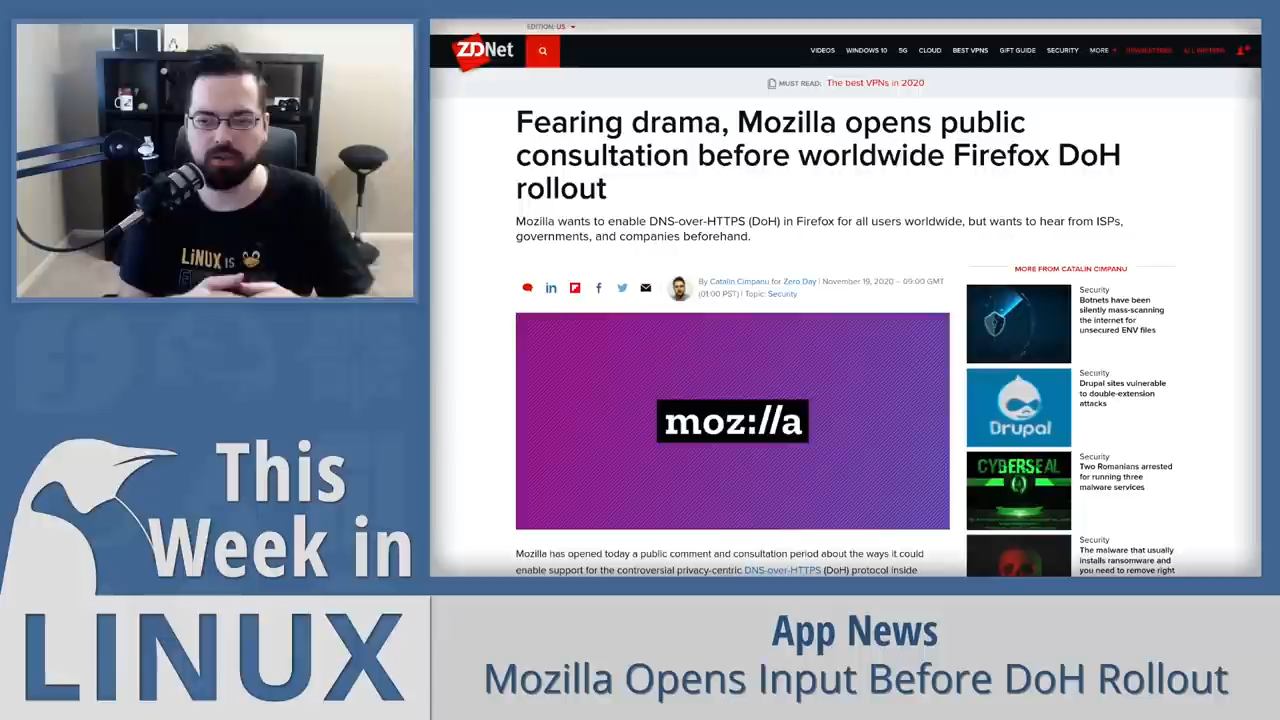 LiNUX IS
EDITION: US
ZDNet
VIDEOS WINDOWS 10 5G CLOUD BEST VPNS GIFT GUIDE SECURITY MORE NEWSLETTERS ALL WRITERS
MUST READ: The best VPNs in 2020
Fearing drama, Mozilla opens public
consultation before worldwide Firefox DoH
rollout
Mozilla wants to enable DNS-over-HTTPS (DoH) in Firefox for all users worldwide, but wants to hear from ISPs,
governments, and companies beforehand.
By Catalin Cimpanu for Zero Day | November 19, 2020 -- 09:00 GMT
(01:00 PST) | Topic: Security
moz://a
Mozilla has opened today a public comment and consultation period about the ways it could
enable support for the controversial privacy-centric DNS-over-HTTPS (DoH) protocol inside
MORE FROM CATALIN CIMPANU
Security
Botnets have been
silently mass-scanning
the internet for
unsecured ENV files
Drupal
Security
Drupal sites vulnerable
to double-extension
attacks
CYBERSEAL
Security
Two Romanians arrested
for running three
malware services
Security
The malware that usually
installs ransomware and
you need to remove right
This
Week in
LINUX
App News
Mozilla Opens Input Before DoH Rollout